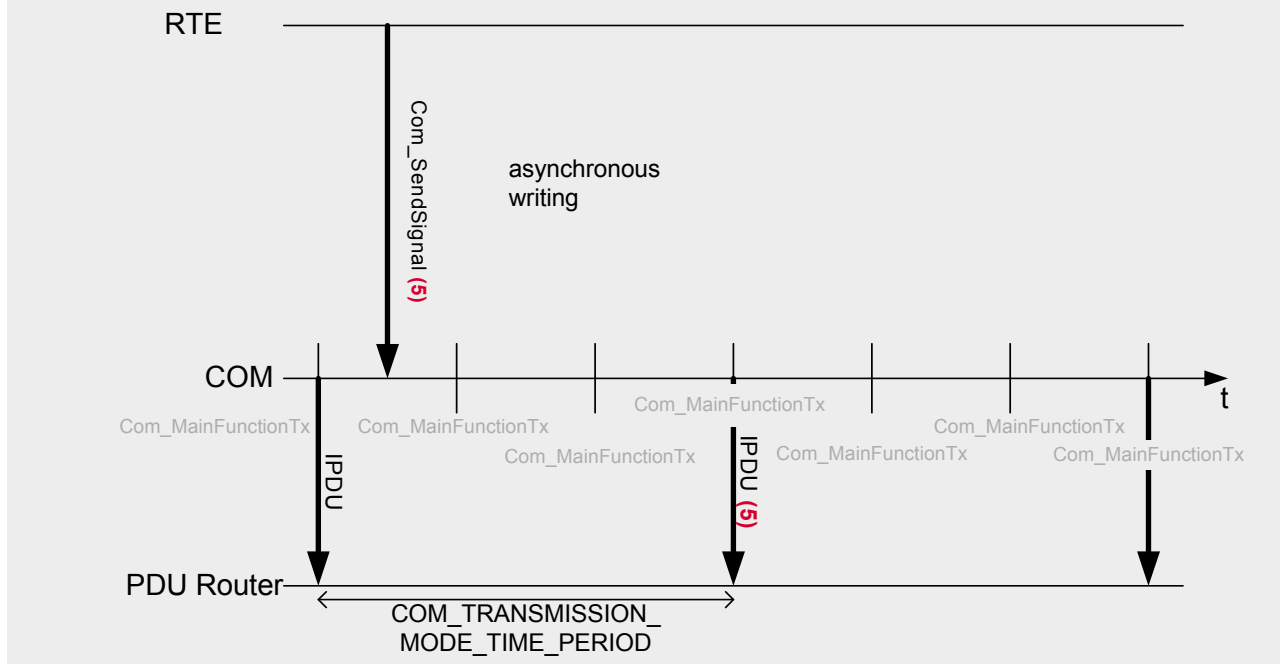 RTE
Com_SendSignal (5)
asynchronous
writing
COM
t
Com_MainFunctionTx
Com_MainFunctionTx
Com_MainFunctionTx
Com_MainFunctionTx
Com_MainFunctionTx
Com_MainFunctionTx
Com_MainFunctionTx
IPDU
IPDU (5)
PDU Router
COM_TRANSMISSION_
MODE_TIME_PERIOD